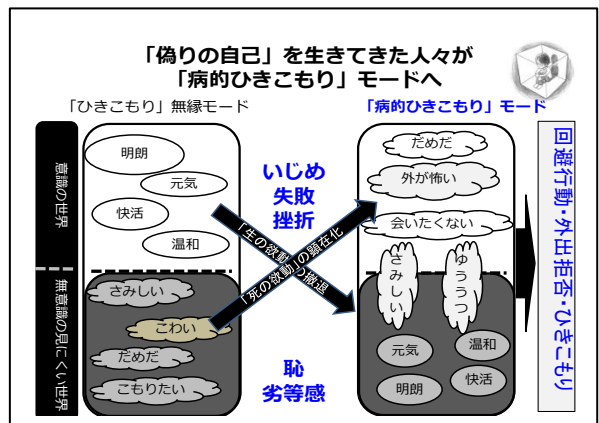 「偽りの自己」を生きてきた人々が
「病的ひきこもり」モードへ
「ひきこもり」無縁モード
「病的ひきこもり」モード
意識の世界
無意識の見にくい世界
明朗
元気
快活
温和
さみしい
こわい
だめだ
こもりたい
いじめ
失敗
挫折
「生の欲動」の撤退
「死の欲動」の顕在化
恥
劣等感
だめだ
外が怖い
会いたくない
さみしい
ゆううつ
元気
温和
明朗
快活
回避行動・外出拒否・ひきこもり